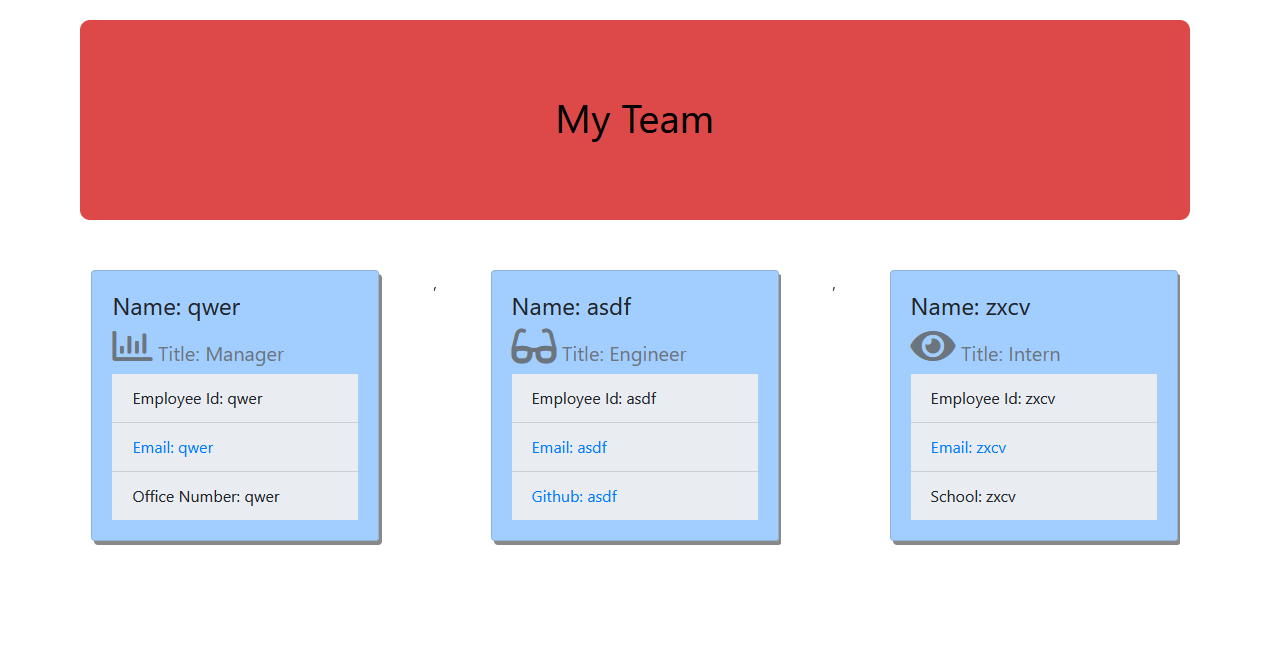 My Team
Name: qwer
Title: Manager
Employee Id: qwer
Email: qwer
Office Number: qwer
,
Name: asdf
Title: Engineer
Employee Id: asdf
Email: asdf
Github: asdf
,
Name: zxcv
Title: Intern
Employee Id: zxcv
Email: zxcv
School: zxcv